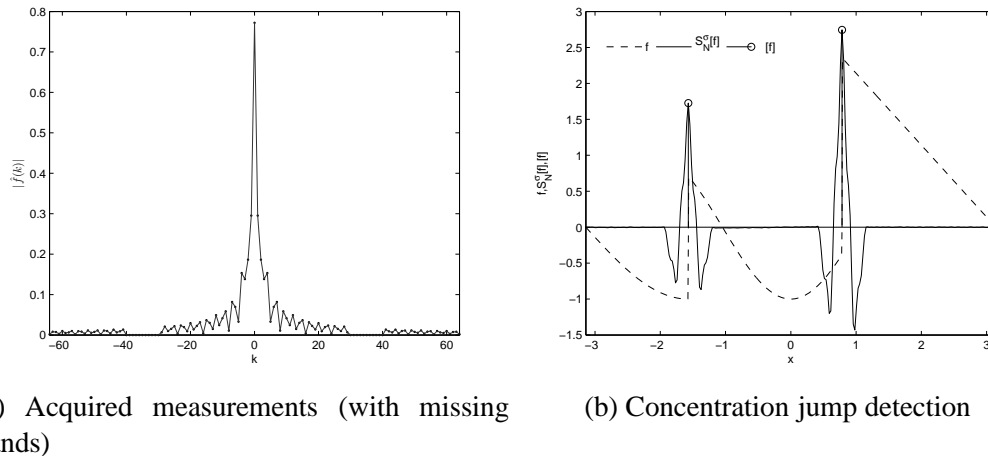 0.8
0.7
0.6
0.5
0.4
0.3
0.2
0.1
0
|f̂(k)|
−60 −40 −20 0 20 40 60
k
3
2.5
2
1.5
1
0.5
0
−0.5
−1
−1.5
f,S_N^σ[f],[f]
f S_N^σ[f] [f]
−3 −2 −1 0 1 2 3
x
) Acquired measurements (with missing
ands)
(b) Concentration jump detection